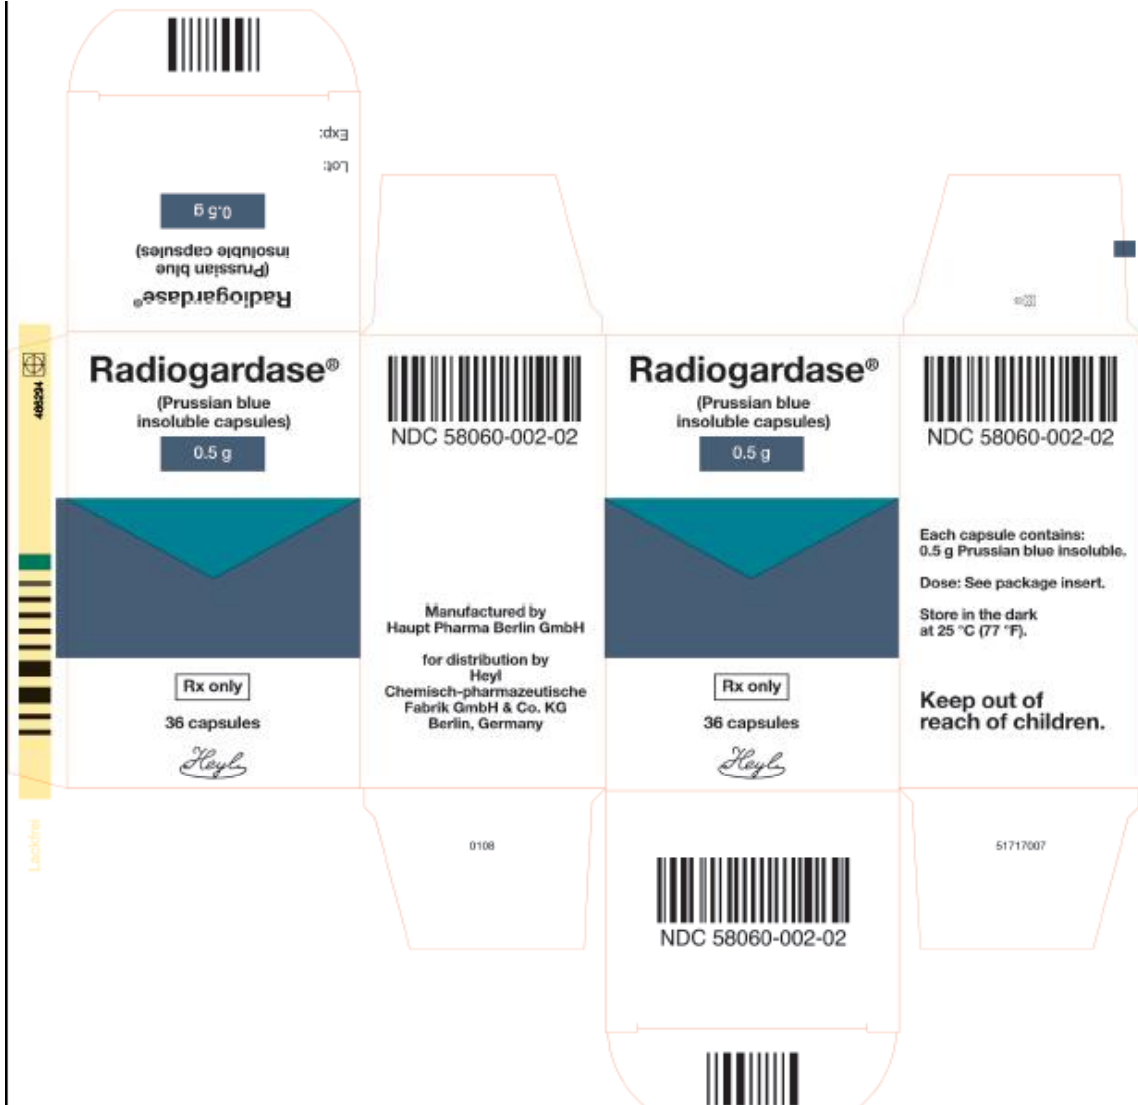 Exp:
Lot:
0.5 g
Radiogardase®
(Prussian blue
insoluble capsules)
486294
Lackfrei
Radiogardase®
(Prussian blue
insoluble capsules)
0.5 g
Rx only
36 capsules
Heyl
NDC 58060-002-02
Manufactured by
Haupt Pharma Berlin GmbH
for distribution by
Heyl
Chemisch-pharmazeutische
Fabrik GmbH & Co. KG
Berlin, Germany
0108
Radiogardase®
(Prussian blue
insoluble capsules)
0.5 g
Rx only
36 capsules
Heyl
NDC 58060-002-02
NDC 58060-002-02
Each capsule contains:
0.5 g Prussian blue insoluble.
Dose: See package insert.
Store in the dark
at 25 °C (77 °F).
Keep out of
reach of children.
51717007